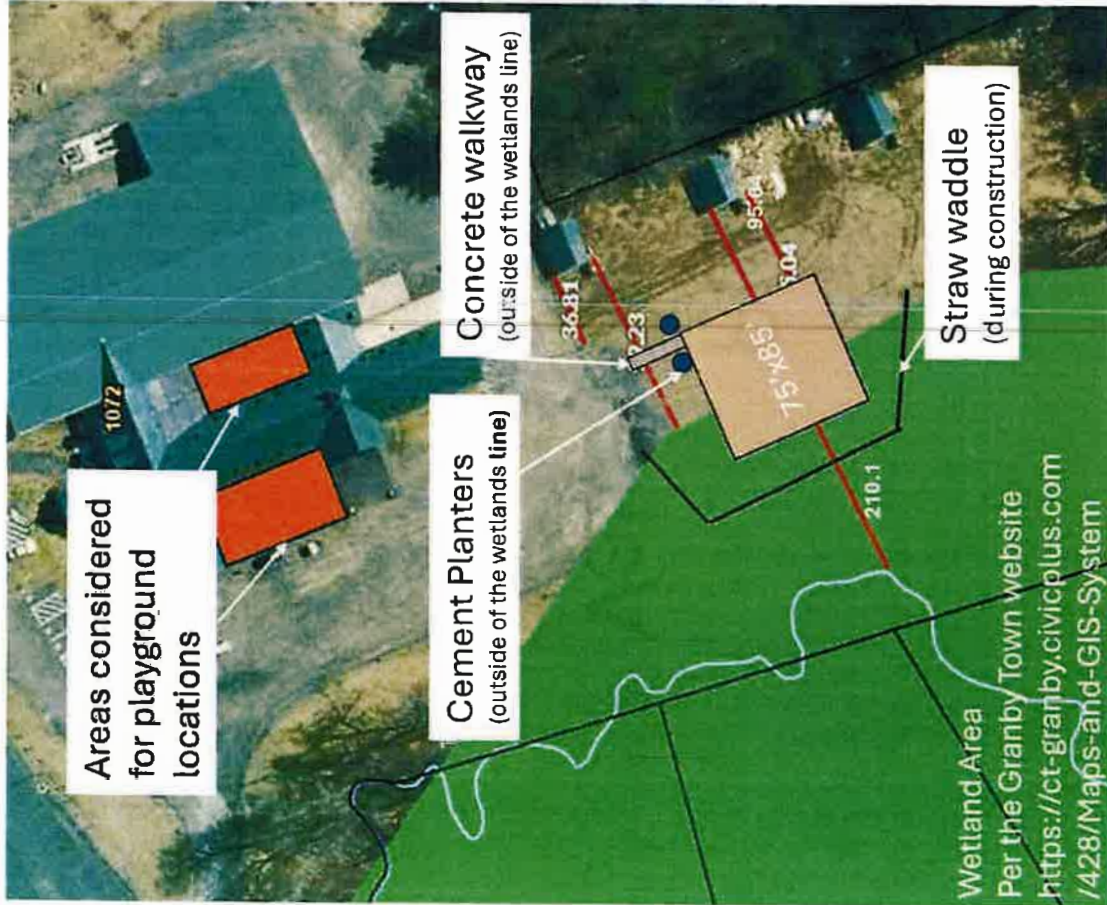 Areas considered
for playground
locations
1072
Concrete walkway
(outside of the wetlands line)
Cement Planters
(outside of the wetlands line)
36.81
.23
95.
.04
75'X85'
210.1
Straw waddle
(during construction)
Wetland Area
Per the Granby Town website
https://ct-granby.civicplus.com
/428/Maps-and-GIS-System